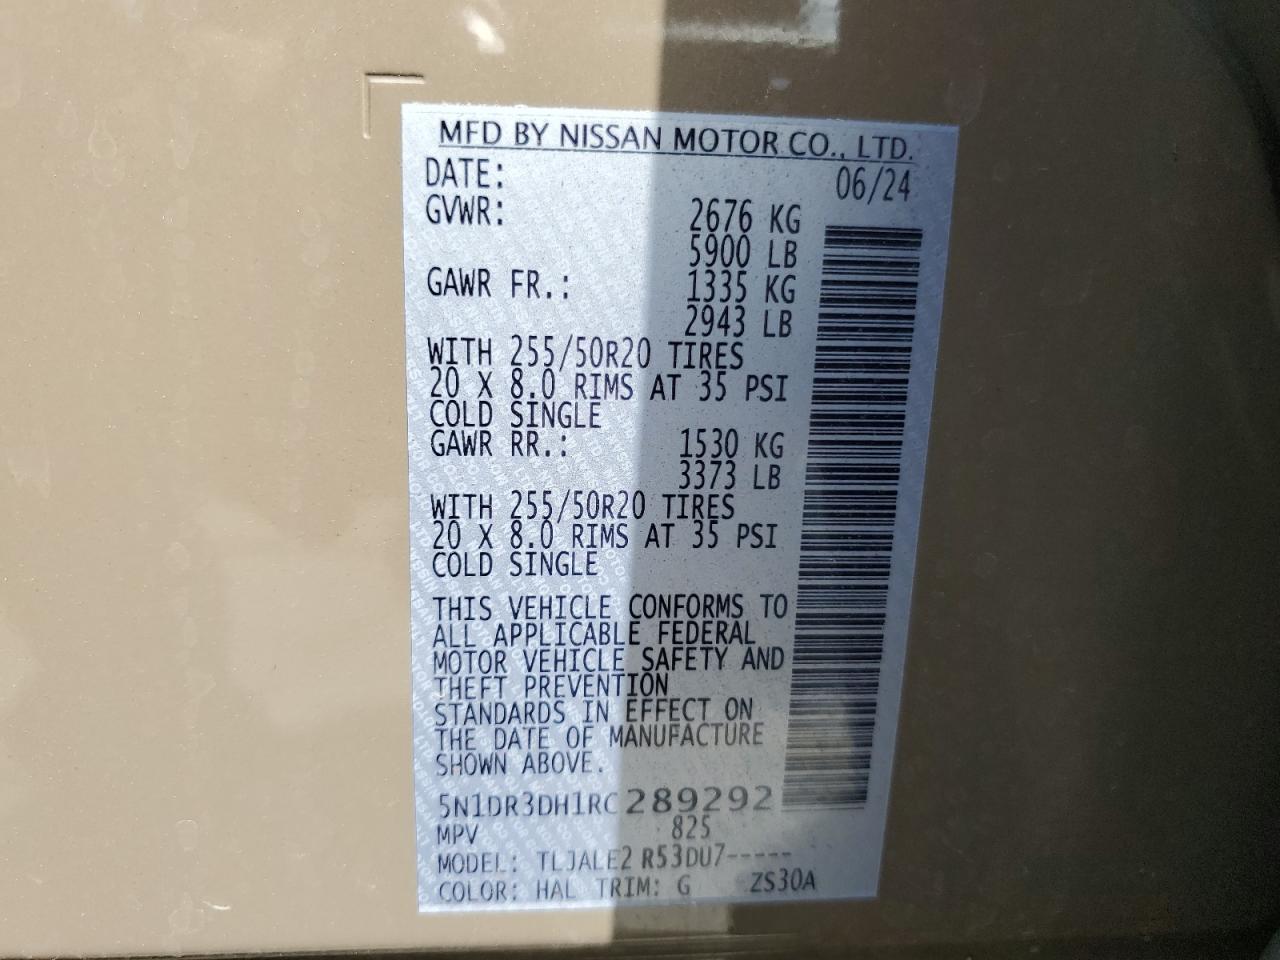 MFD BY NISSAN MOTOR CO., LTD.
DATE: 06/24
GVWR: 2676 KG
5900 LB
GAWR FR.: 1335 KG
2943 LB
WITH 255/50R20 TIRES
20 X 8.0 RIMS AT 35 PSI
COLD SINGLE
GAWR RR.: 1530 KG
3373 LB
WITH 255/50R20 TIRES
20 X 8.0 RIMS AT 35 PSI
COLD SINGLE
THIS VEHICLE CONFORMS TO
ALL APPLICABLE FEDERAL
MOTOR VEHICLE SAFETY AND
THEFT PREVENTION
STANDARDS IN EFFECT ON
THE DATE OF MANUFACTURE
SHOWN ABOVE.
5N1DR3DH1RC289292
MPV 825
MODEL: TLJALE2 R53DU7-----
COLOR: HAL TRIM: G ZS30A